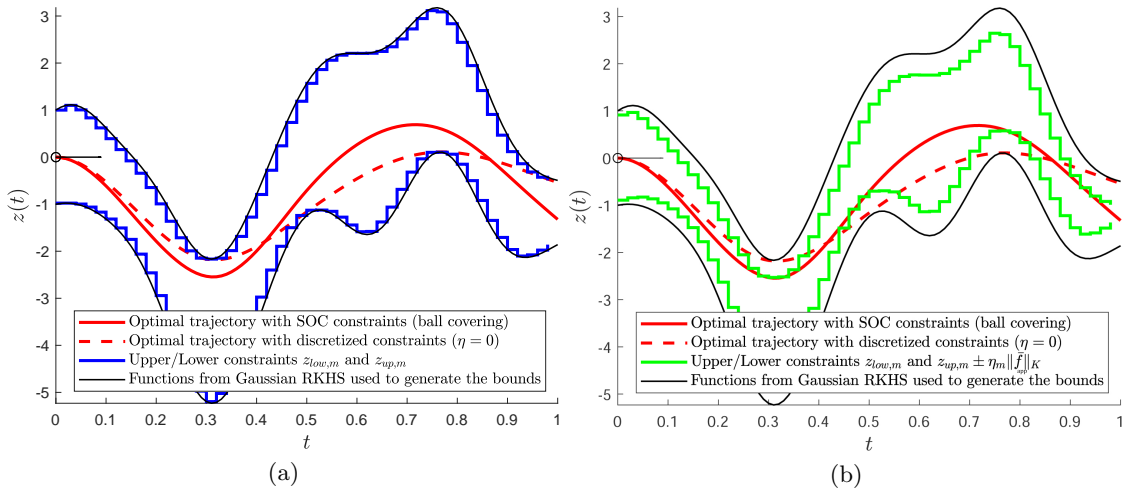 3
2
1
0
-1
-2
-3
-4
-5
z(t)
0 0.1 0.2 0.3 0.4 0.5 0.6 0.7 0.8 0.9 1
t
Optimal trajectory with SOC constraints (ball covering)
Optimal trajectory with discretized constraints (η = 0)
Upper/Lower constraints z_{low,m} and z_{up,m}
Functions from Gaussian RKHS used to generate the bounds
(a)
3
2
1
0
-1
-2
-3
-4
-5
z(t)
0 0.1 0.2 0.3 0.4 0.5 0.6 0.7 0.8 0.9 1
t
Optimal trajectory with SOC constraints (ball covering)
Optimal trajectory with discretized constraints (η = 0)
Upper/Lower constraints z_{low,m} and z_{up,m} ± η_m‖f̄_{app}‖_K
Functions from Gaussian RKHS used to generate the bounds
(b)